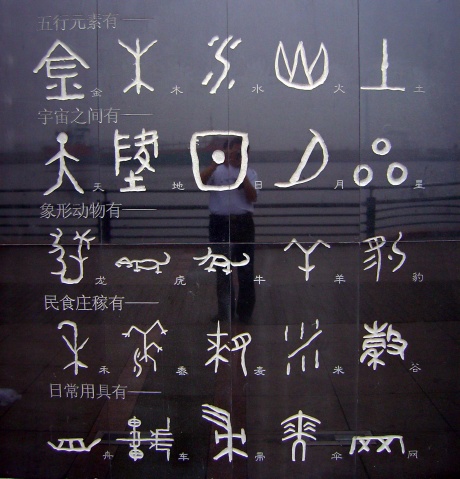 五行元素有——
金 木 水 火 土
宇宙之间有——
天 地 日 月 星
象形动物有——
龙 虎 牛 羊 豹
民食庄稼有——
禾 黍 麦 米 谷
日常用具有——
舟 车 帚 伞 网